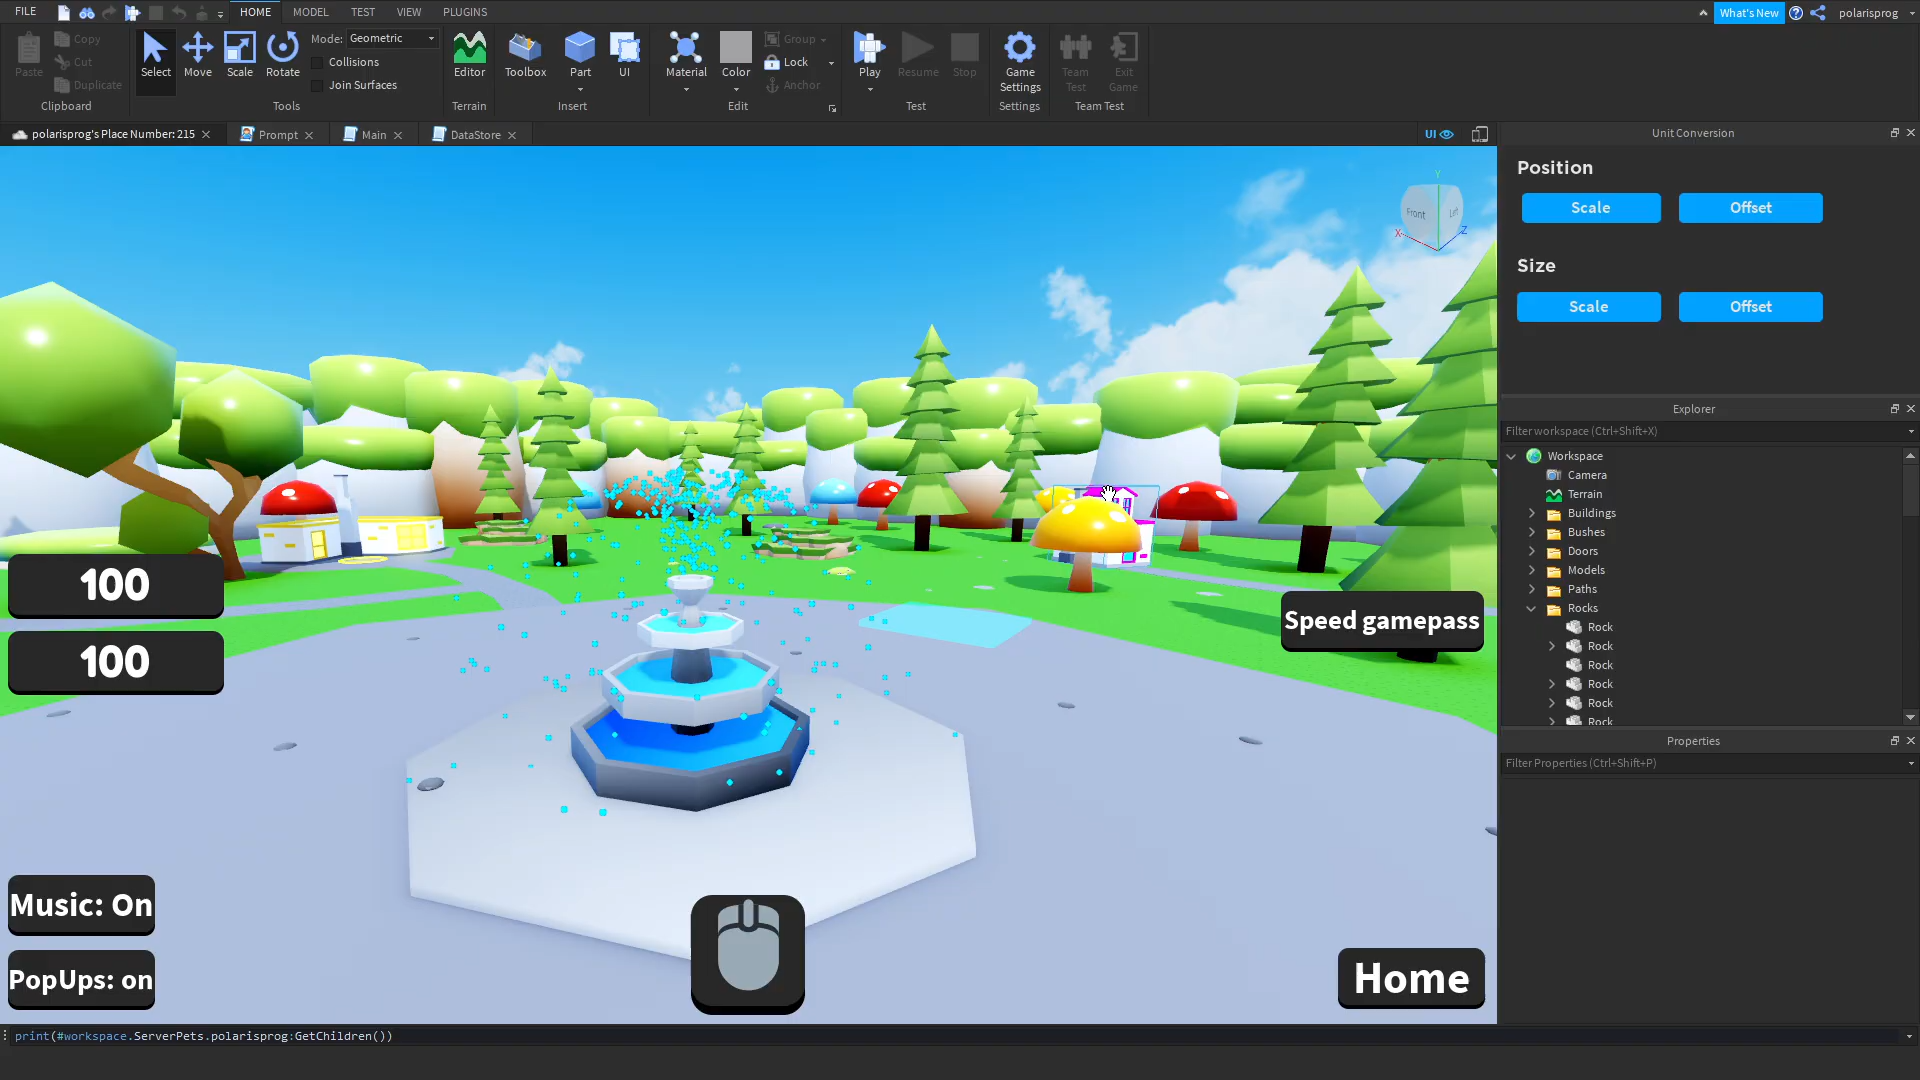 FILE HOME MODEL TEST VIEW PLUGINS What's New polarisprog
Paste Copy Cut Duplicate Clipboard
Select Move Scale Rotate Mode: Geometric Collisions Join Surfaces Tools
Editor Terrain
Toolbox Part UI Insert
Material Color Group Lock Anchor Edit
Play Resume Stop Test
Game Settings Settings
Team Test Exit Game Team Test
polarisprog's Place Number: 215 Prompt Main DataStore UI
Unit Conversion
Position
Scale Offset
Size
Scale Offset
Y
Front Left
X Z
100
100
Speed gamepass
Music: On
PopUps: on
Home
Explorer
Filter workspace (Ctrl+Shift+X)
Workspace
Camera
Terrain
Buildings
Bushes
Doors
Models
Paths
Rocks
Rock
Rock
Rock
Rock
Rock
Rock
Properties
Filter Properties (Ctrl+Shift+P)
print(#workspace.ServerPets.polarisprog:GetChildren())